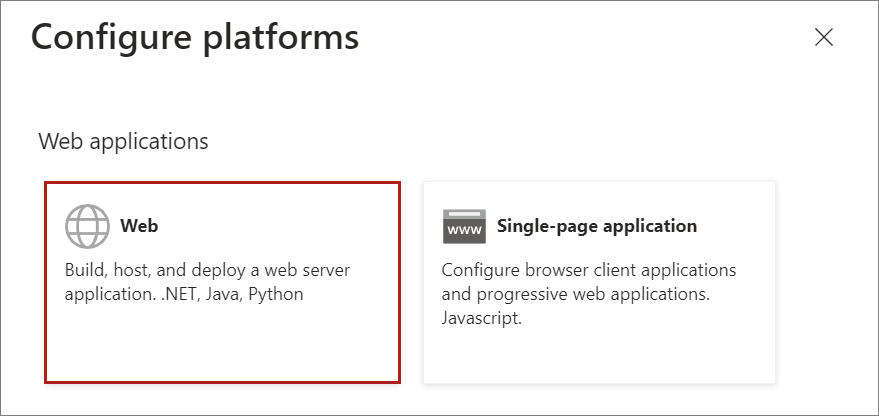 Configure platforms
Web applications
Web
Build, host, and deploy a web server
application. .NET, Java, Python
www
Single-page application
Configure browser client applications
and progressive web applications.
Javascript.